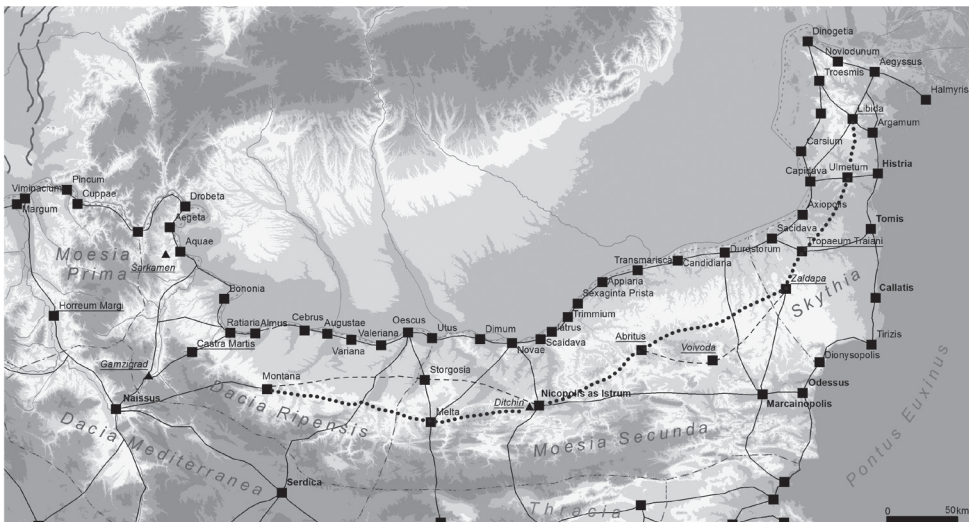 Dinogetia
Noviodunum
Aegyssus
Troesmis
Halmyris
Libida
Argamum
Carsium
Histria
Capidava
Ulmetum
Viminacium
Pincum
Cuppae
Margum
Drobeta
Aegeta
Axiopolis
Tomis
Sacidava
Aquae
Moesia
Prima
Sarkamen
Tropaeum Traiani
Durostorum
Transmarisca
Candidiana
Appiaria
Zaldapa
Skythia
Callatis
Bononia
Sexaginta Prista
Horreum Margi
Trimmium
Ratiaria
Almus
Cebrus
Augustae
Oescus
Utus
Dimum
Iatrus
Scaidava
Tirizis
Valeriana
Variana
Novae
Abritus
Voivoda
Castra Martis
Dionysopolis
Gamzigrad
Montana
Storgosia
Odessus
Nicopolis as Istrum
Ditchin
Naissus
Marcainopolis
Melta
Dacia Ripensis
Dacia Mediterranea
Moesia Secunda
Pontus Euxinus
Serdica
Thracia
0 50km